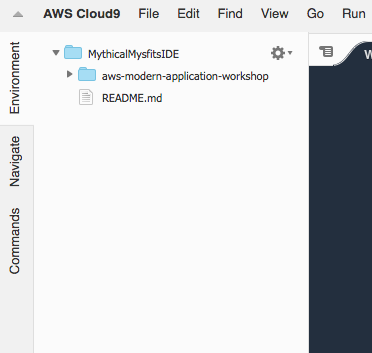 AWS Cloud9 File Edit Find View Go Run
MythicalMysfitsIDE
aws-modern-application-workshop
README.md
Environment
Navigate
Commands
W